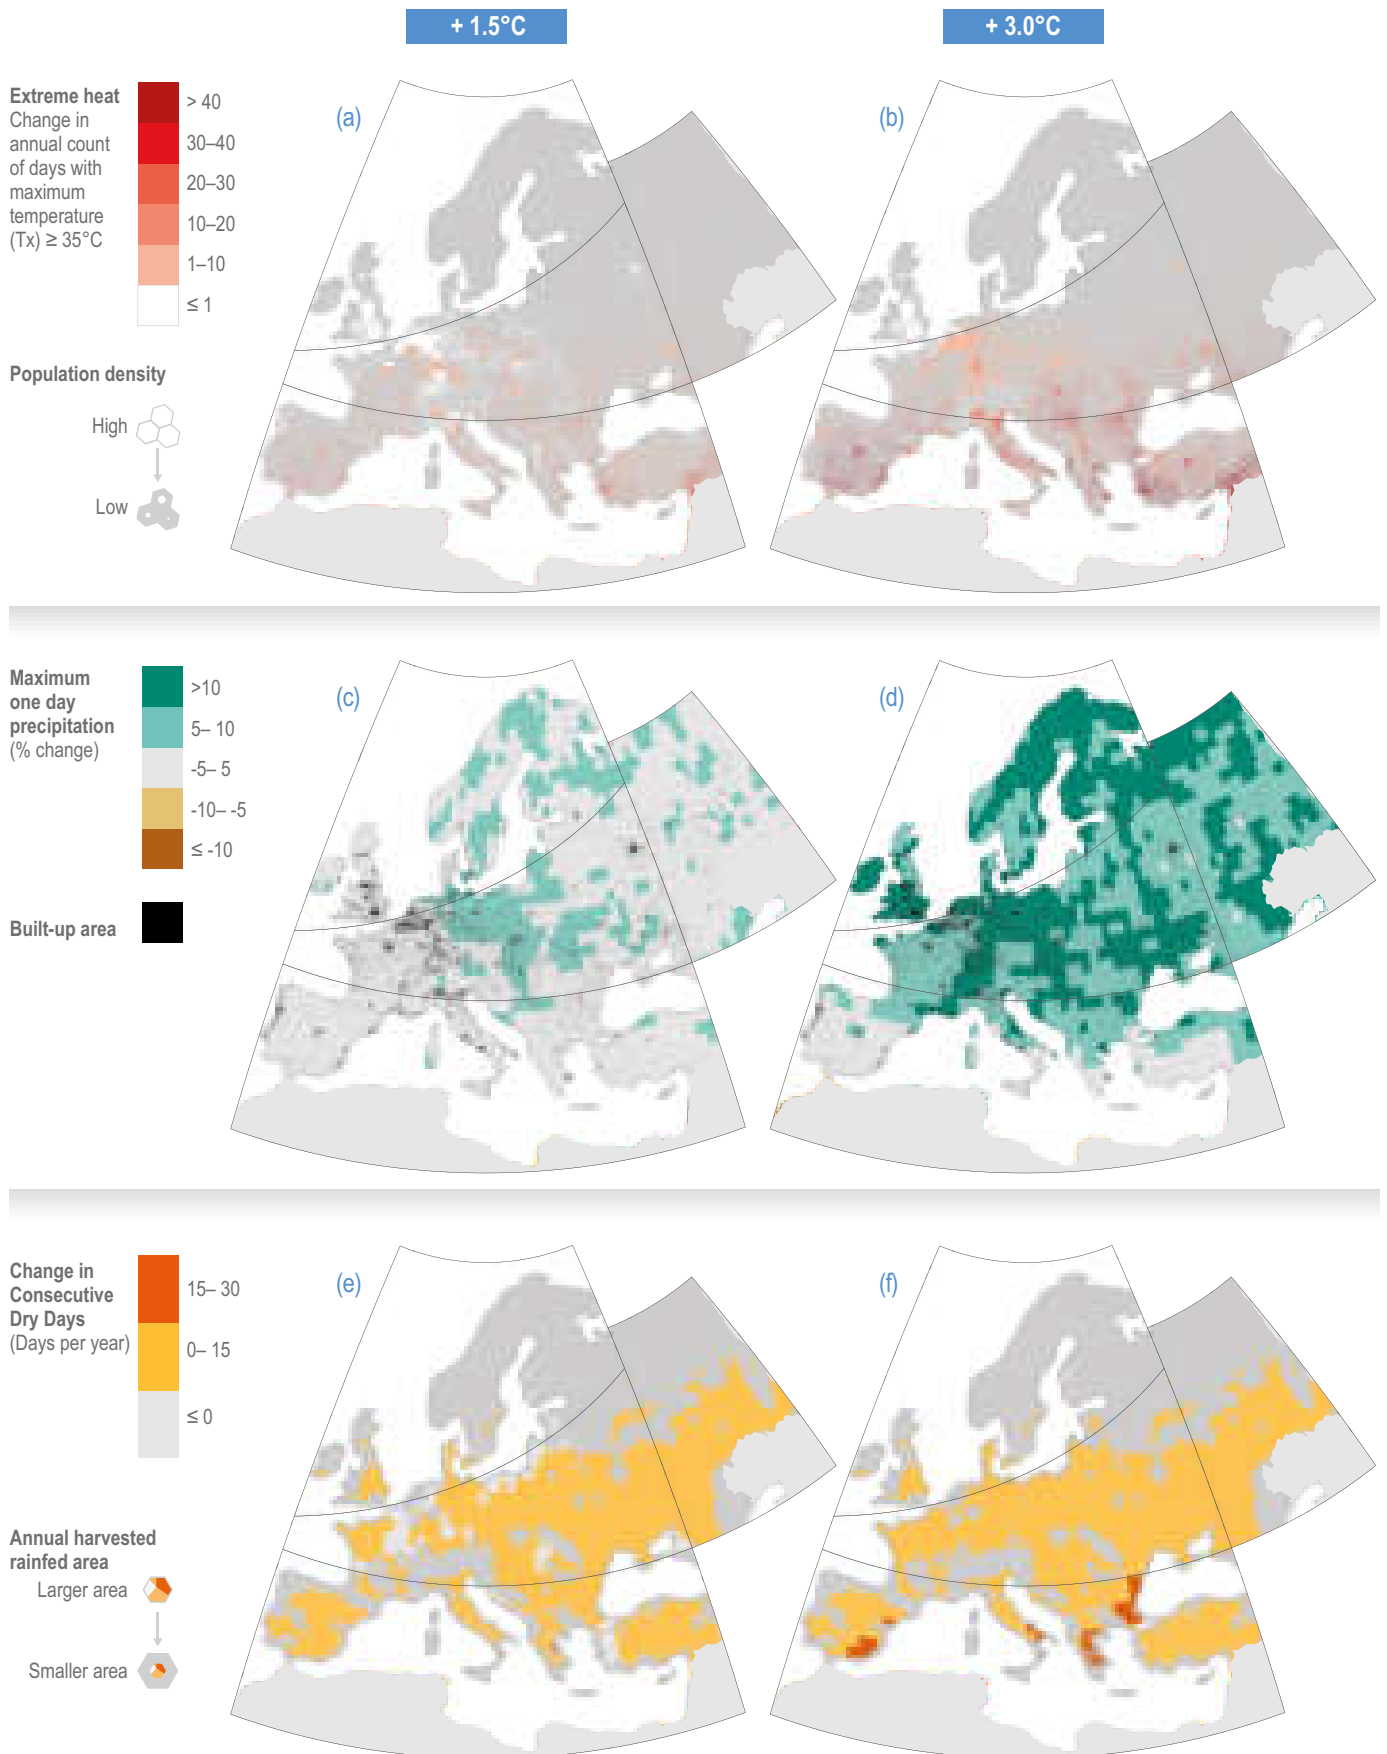 + 1.5°C
+ 3.0°C
Extreme heat
Change in
annual count
of days with
maximum
temperature
(Tx) ≥ 35°C
> 40
30–40
20–30
10–20
1–10
≤ 1
Population density
High
Low
(a)
(b)
Maximum
one day
precipitation
(% change)
>10
5– 10
-5– 5
-10– -5
≤ -10
Built-up area
(c)
(d)
Change in
Consecutive
Dry Days
(Days per year)
15– 30
0– 15
≤ 0
Annual harvested
rainfed area
Larger area
Smaller area
(e)
(f)